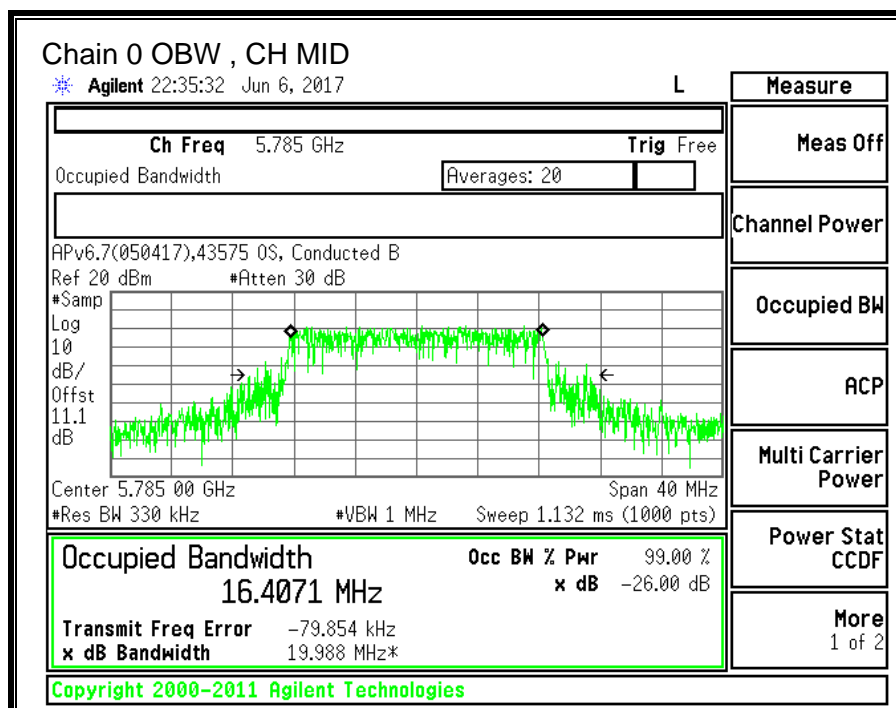 Chain 0 OBW , CH MID
Agilent 22:35:32 Jun 6, 2017 L
Measure
Ch Freq 5.785 GHz Trig Free
Occupied Bandwidth Averages: 20
APv6.7(050417),43575 OS, Conducted B
Ref 20 dBm #Atten 30 dB
#Samp
Log
10
dB/
Offst
11.1
dB
Center 5.785 00 GHz Span 40 MHz
#Res BW 330 kHz #VBW 1 MHz Sweep 1.132 ms (1000 pts)
Occupied Bandwidth Occ BW % Pwr 99.00 %
16.4071 MHz x dB -26.00 dB
Transmit Freq Error -79.854 kHz
x dB Bandwidth 19.988 MHz*
Copyright 2000-2011 Agilent Technologies
Meas Off
Channel Power
Occupied BW
ACP
Multi Carrier
Power
Power Stat
CCDF
More
1 of 2